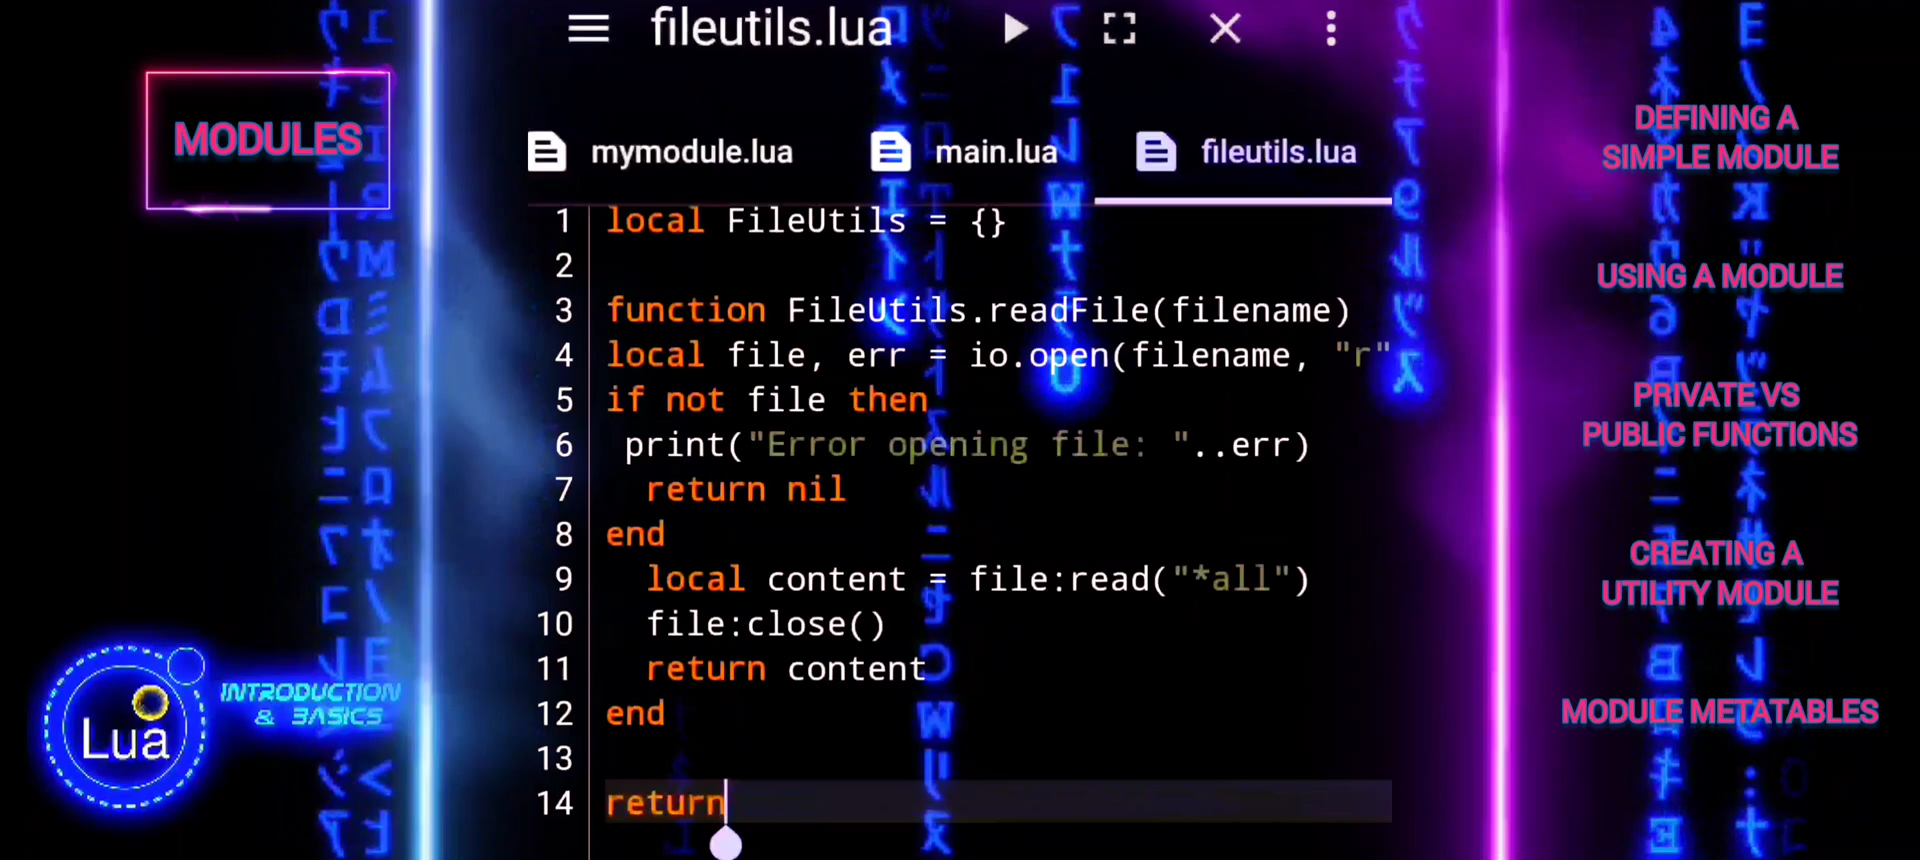 MODULES
fileutils.lua
mymodule.lua
main.lua
fileutils.lua
1 local FileUtils = {}
2
3 function FileUtils.readFile(filename)
4 local file, err = io.open(filename, "r"
5 if not file then
6 print("Error opening file: "..err)
7 return nil
8 end
9 local content = file:read("*all")
10 file:close()
11 return content
12 end
13
14 return
DEFINING A
SIMPLE MODULE
USING A MODULE
PRIVATE VS
PUBLIC FUNCTIONS
CREATING A
UTILITY MODULE
MODULE METATABLES
Lua
INTRODUCTION
& BASICS